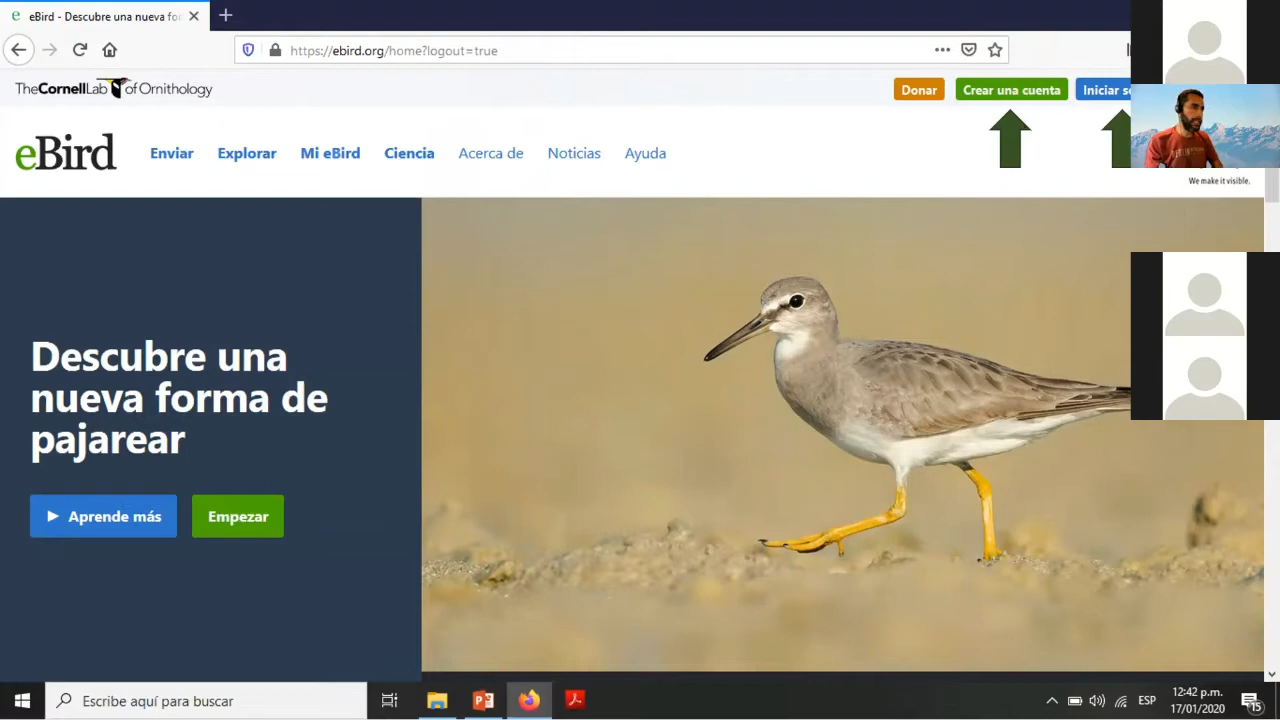 eBird - Descubre una nueva fo
https://ebird.org/home?logout=true
TheCornellLab of Ornithology
Donar
Crear una cuenta
Iniciar se
eBird
Enviar
Explorar
Mi eBird
Ciencia
Acerca de
Noticias
Ayuda
We make it visible.
Descubre una
nueva forma de
pajarear
Aprende más
Empezar
Escribe aquí para buscar
ESP
12:42 p.m.
17/01/2020
15